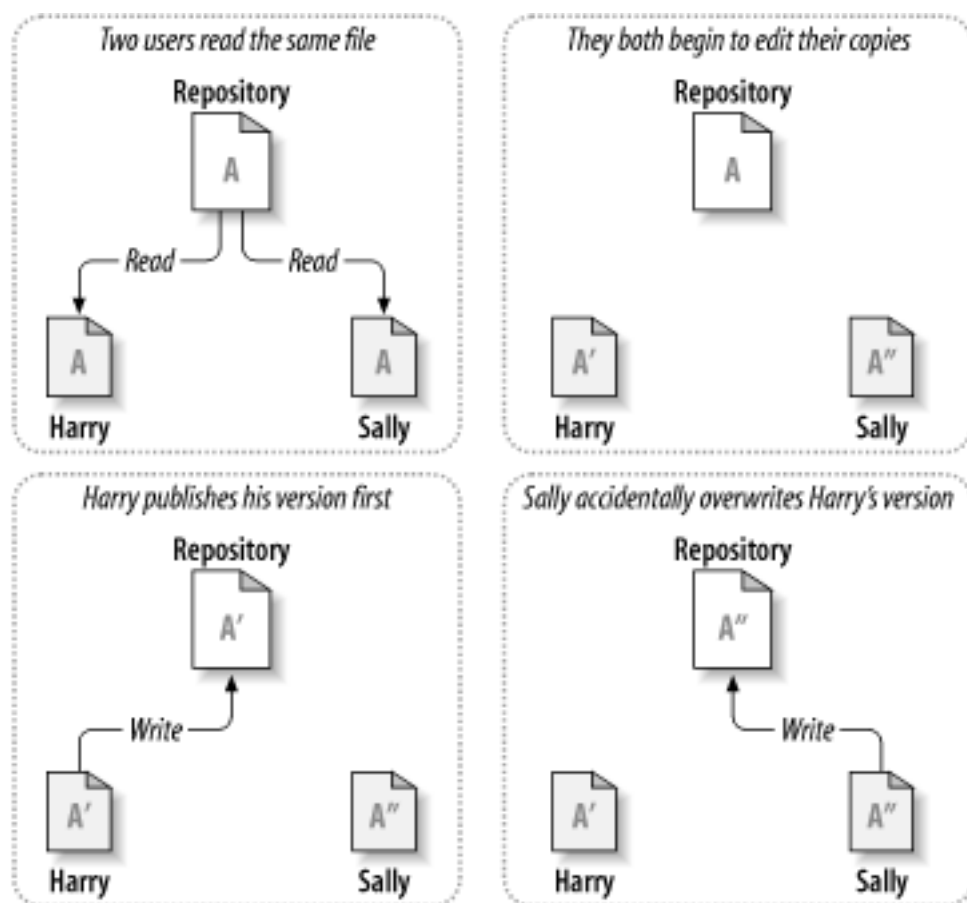 Two users read the same file
Repository
A
Read
Read
A
A
Harry
Sally
They both begin to edit their copies
Repository
A
A′
A″
Harry
Sally
Harry publishes his version first
Repository
A′
Write
A′
A″
Harry
Sally
Sally accidentally overwrites Harry’s version
Repository
A″
Write
A′
A″
Harry
Sally